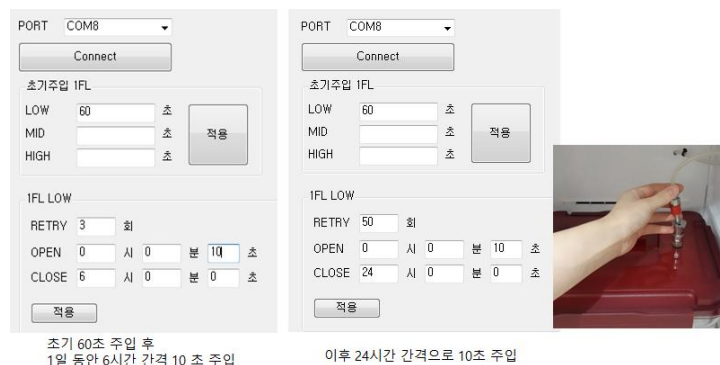 PORT COM8
Connect
초기주입 1FL
LOW 60 초
MID 초
HIGH 초
적용
1FL LOW
RETRY 3 회
OPEN 0 시 0 분 10 초
CLOSE 6 시 0 분 0 초
적용
초기 60초 주입 후
1일 동안 6시간 간격 10 초 주입
PORT COM8
Connect
초기주입 1FL
LOW 60 초
MID 초
HIGH 초
적용
1FL LOW
RETRY 50 회
OPEN 0 시 0 분 10 초
CLOSE 24 시 0 분 0 초
적용
이후 24시간 간격으로 10초 주입